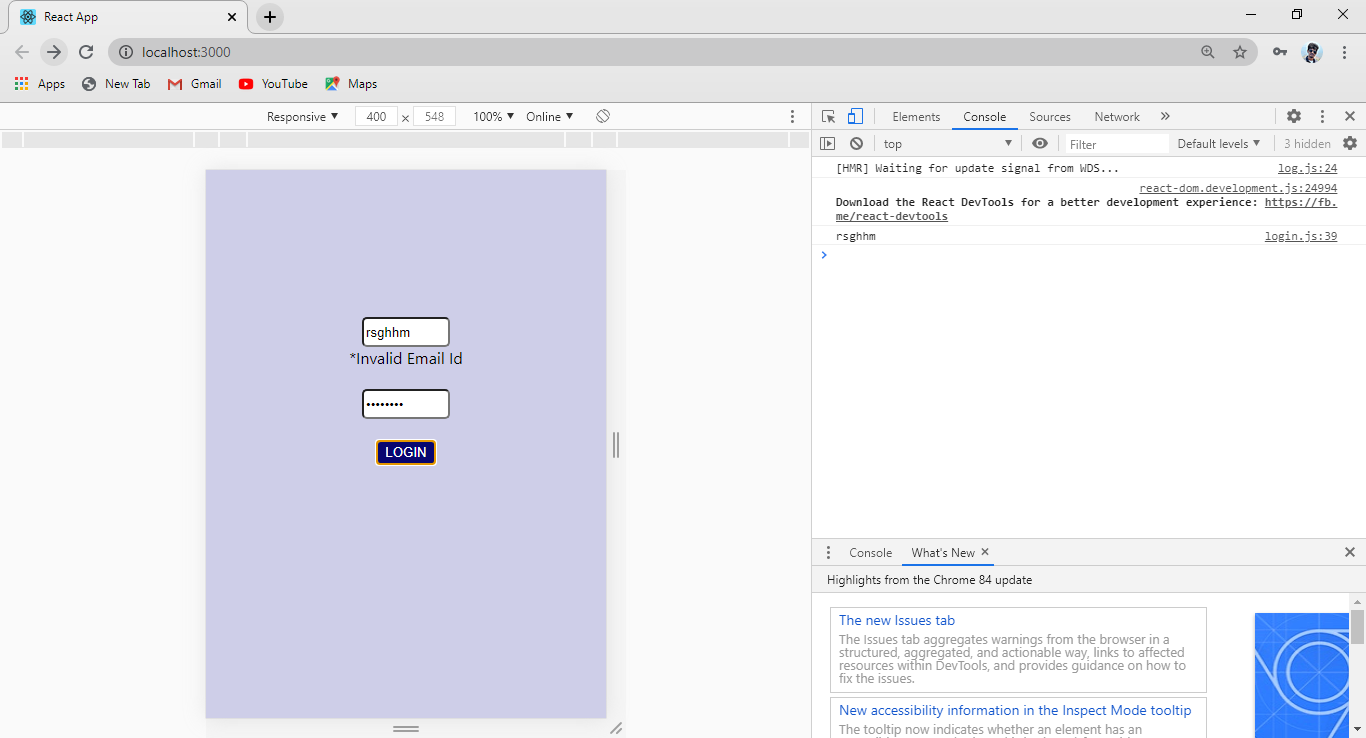 React App
localhost:3000
Apps New Tab Gmail YouTube Maps
Responsive ▼ 400 × 548 100% ▼ Online ▼
Elements Console Sources Network »
top ▼ Filter Default levels ▼ 3 hidden
[HMR] Waiting for update signal from WDS... log.js:24
react-dom.development.js:24994
Download the React DevTools for a better development experience: https://fb.
me/react-devtools
rsghhm login.js:39
rsghhm
*Invalid Email Id
••••••••
LOGIN
Console What's New
Highlights from the Chrome 84 update
The new Issues tab
The Issues tab aggregates warnings from the browser in a
structured, aggregated, and actionable way, links to affected
resources within DevTools, and provides guidance on how to
fix the issues.
New accessibility information in the Inspect Mode tooltip
The tooltip now indicates whether an element has an